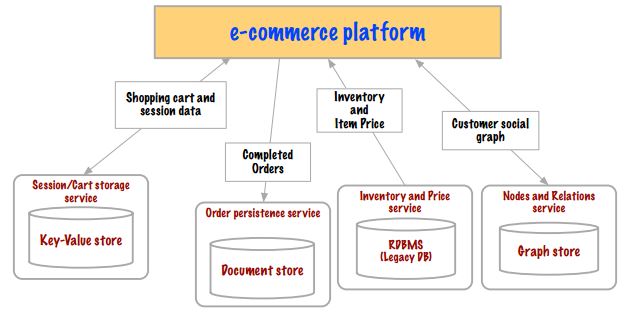 e-commerce platform
Shopping cart and
session data
Completed
Orders
Inventory
and
Item Price
Customer social
graph
Session/Cart storage
service
Key-Value store
Order persistence service
Document store
Inventory and Price
service
RDBMS
(Legacy DB)
Nodes and Relations
service
Graph store